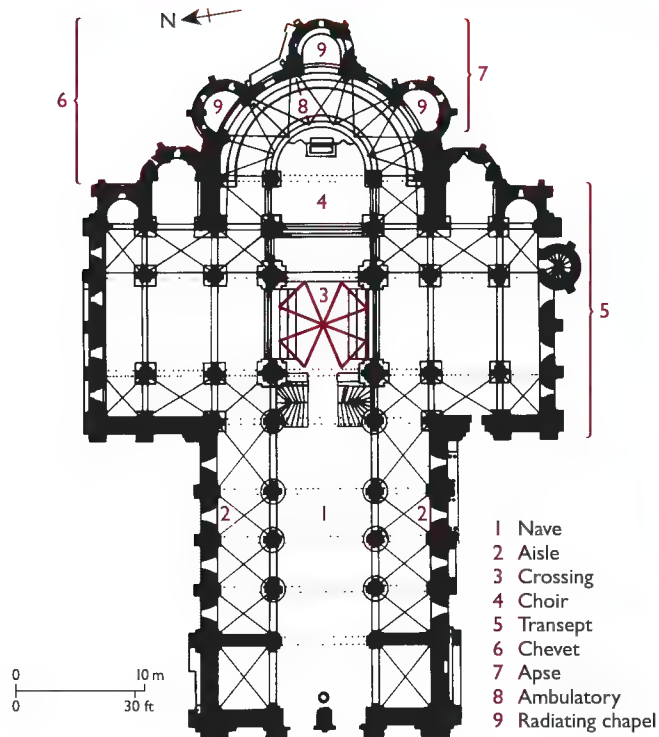 N
9
7
6
9
8
9
4
3
5
2
1
2
1 Nave
2 Aisle
3 Crossing
4 Choir
5 Transept
6 Chevet
7 Apse
8 Ambulatory
9 Radiating chapel
0 10 m
0 30 ft